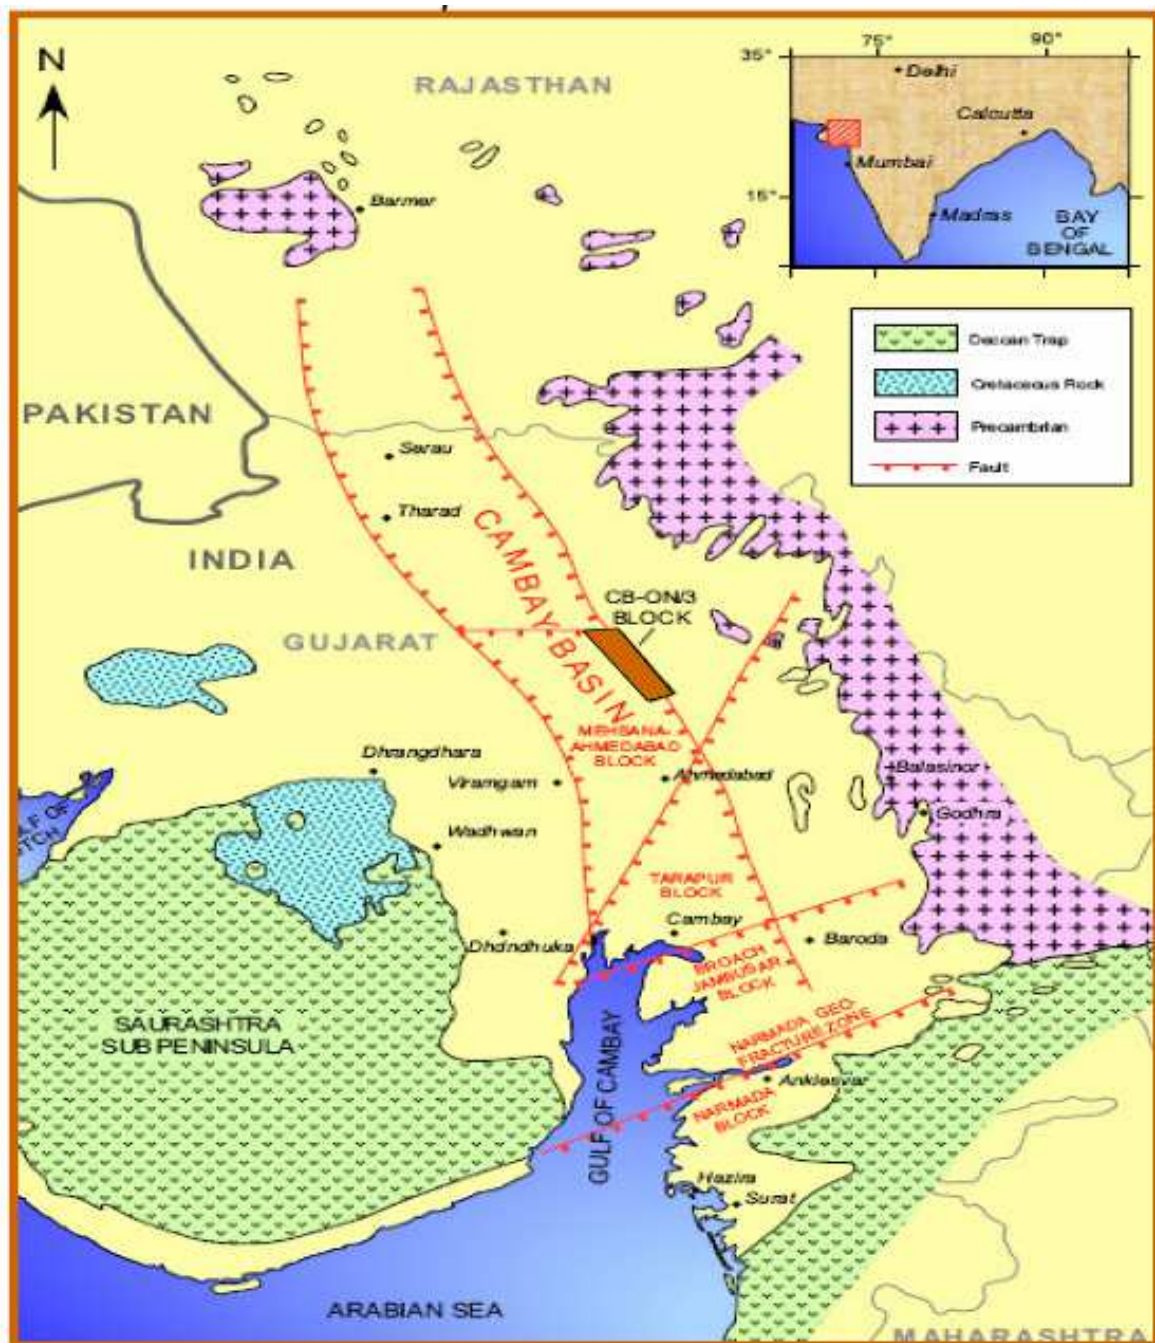 N
RAJASTHAN
35°
75°
90°
Delhi
Calcutta
Mumbai
15°
Madras
BAY
OF
BENGAL
Barmer
Deccan Trap
Cretaceous Rock
Precambrian
Fault
PAKISTAN
Sarau
Tharad
INDIA
CAMBAY BASIN
CB-ON/3
BLOCK
GUJARAT
MEHSANA-
AHMEDABAD
BLOCK
Dhrangdhara
Viramgam
Ahmedabad
Balasinor
Wadhwan
Godhra
TARAPUR
BLOCK
Cambay
Dhandhuka
Baroda
BROACH
JAMBUSAR
BLOCK
SAURASHTRA
SUB PENINSULA
NARMADA GEO-
FRACTURE ZONE
GULF OF CAMBAY
Anklesvar
NARMADA
BLOCK
Hazira
Surat
ARABIAN SEA
MAHARASHTRA